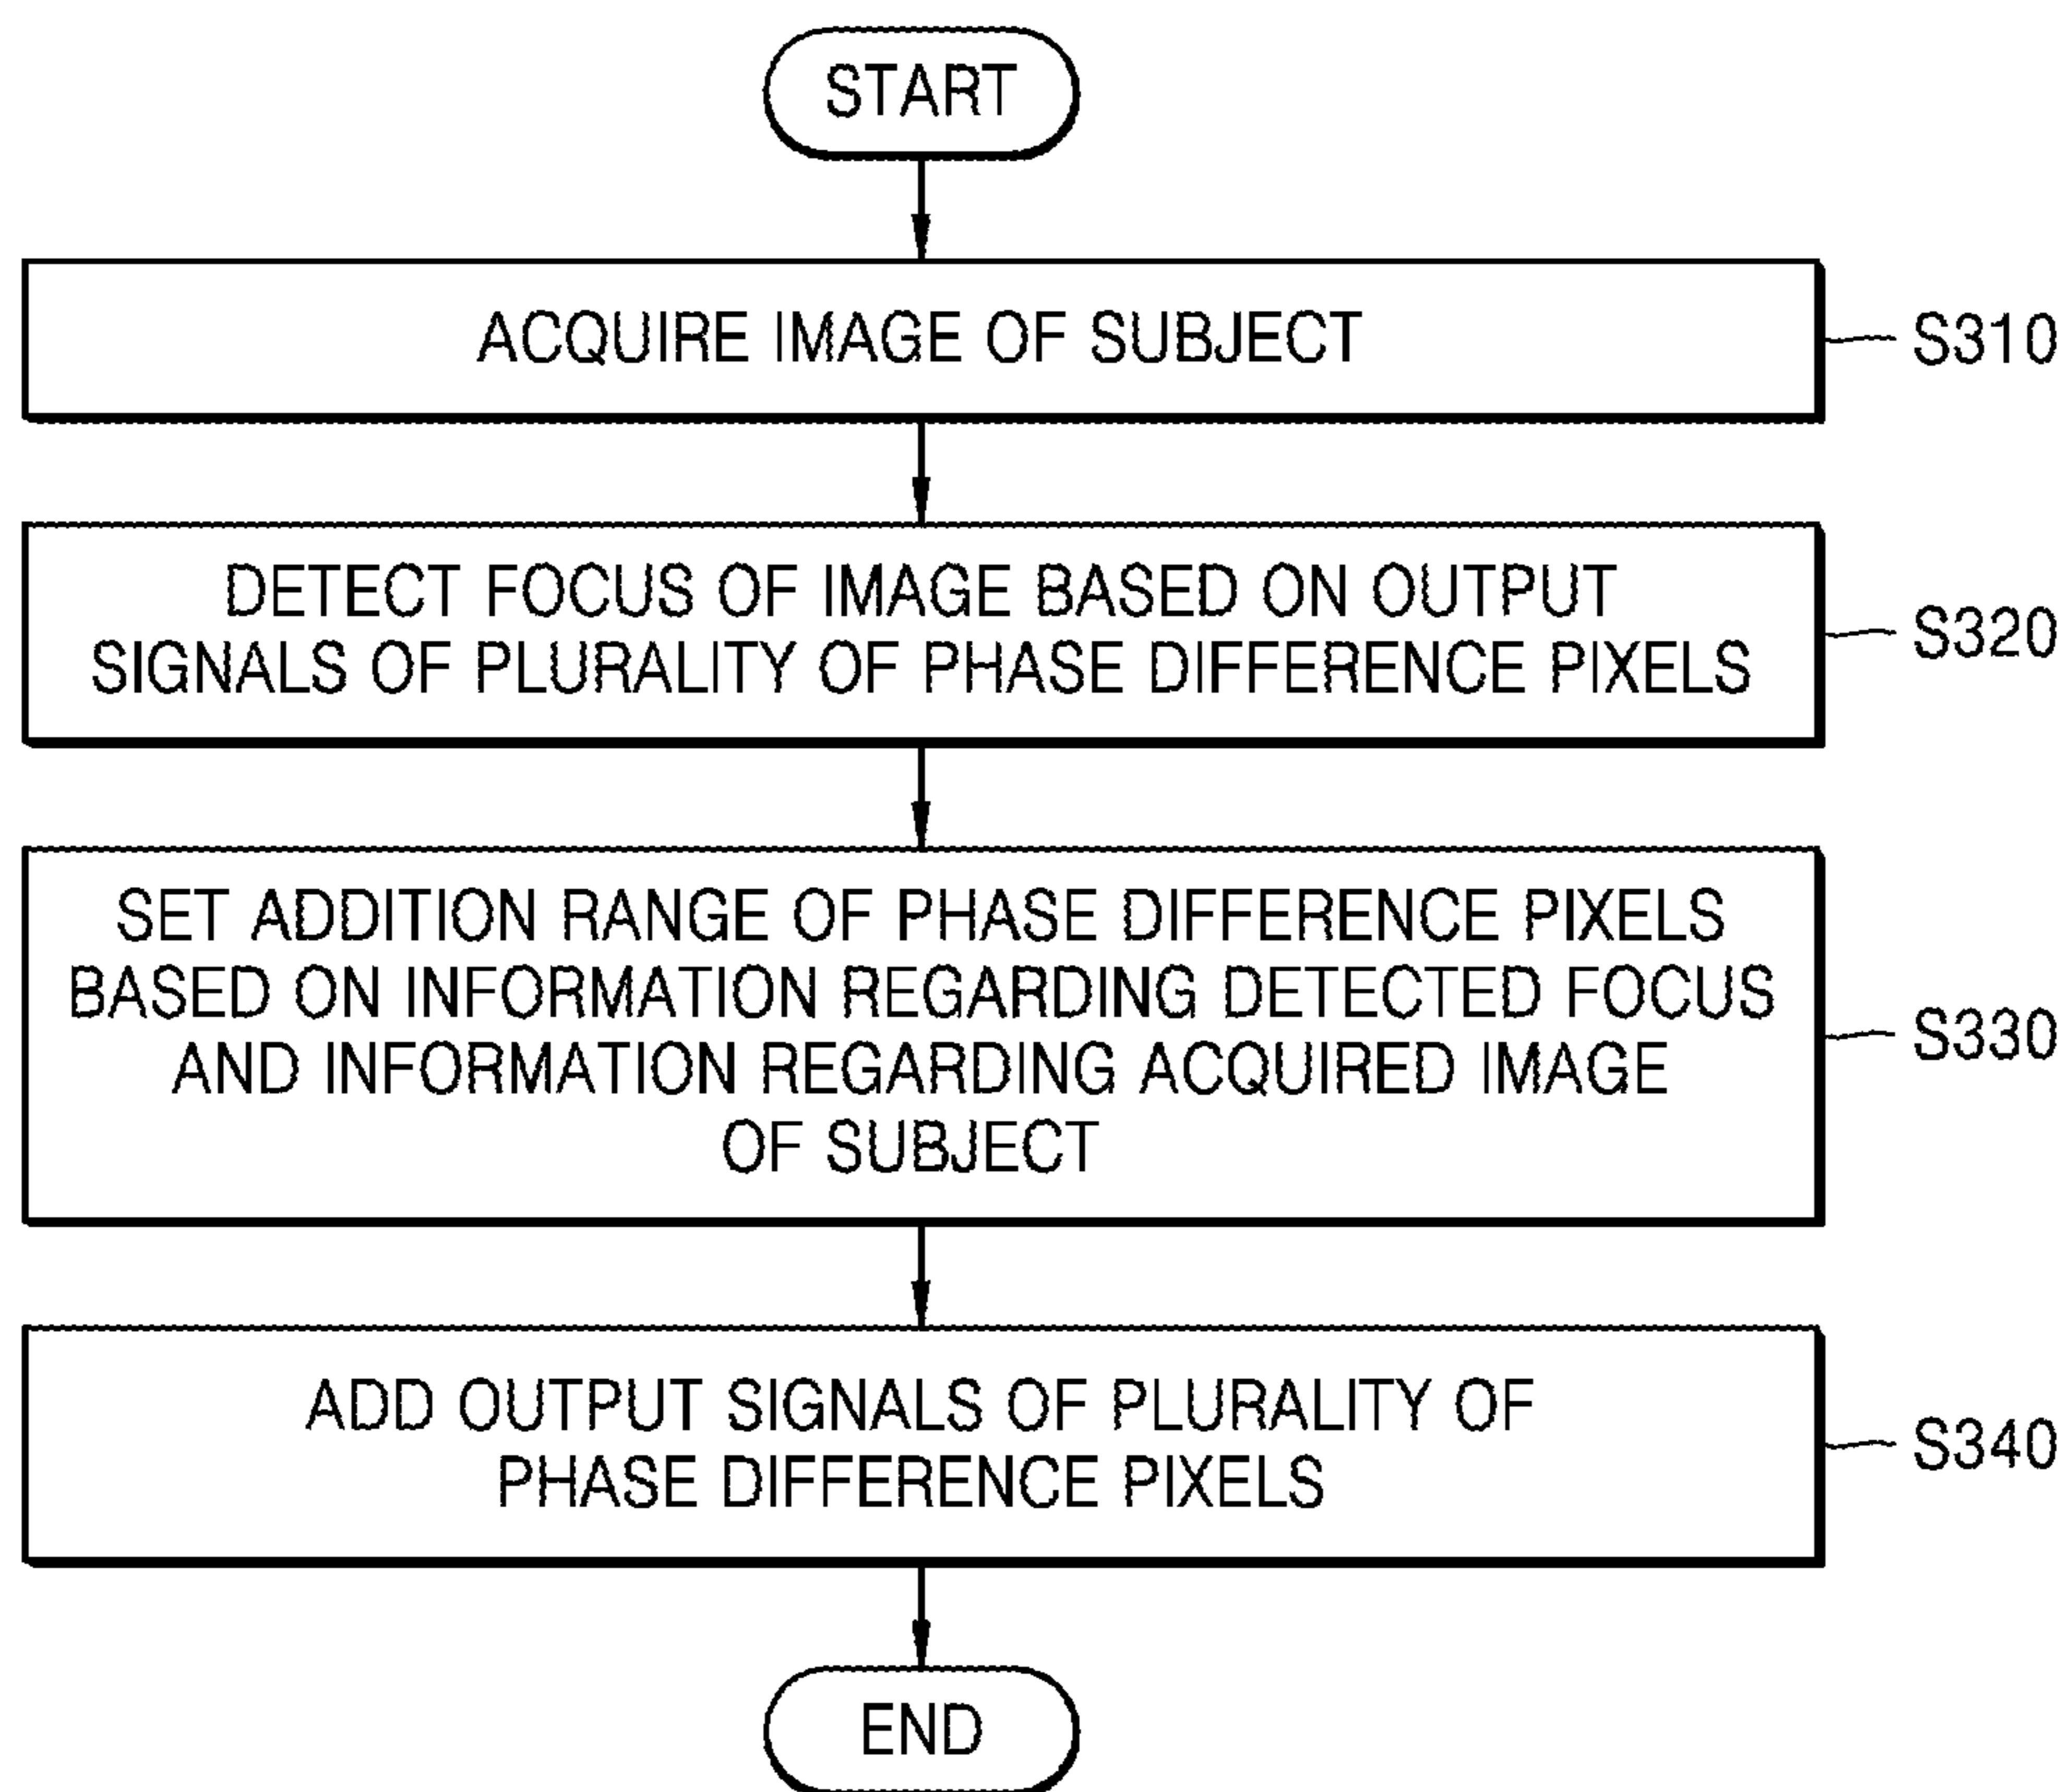 START
ACQUIRE IMAGE OF SUBJECT
S310
DETECT FOCUS OF IMAGE BASED ON OUTPUT
SIGNALS OF PLURALITY OF PHASE DIFFERENCE PIXELS
S320
SET ADDITION RANGE OF PHASE DIFFERENCE PIXELS
BASED ON INFORMATION REGARDING DETECTED FOCUS
AND INFORMATION REGARDING ACQUIRED IMAGE
OF SUBJECT
S330
ADD OUTPUT SIGNALS OF PLURALITY OF
PHASE DIFFERENCE PIXELS
S340
END